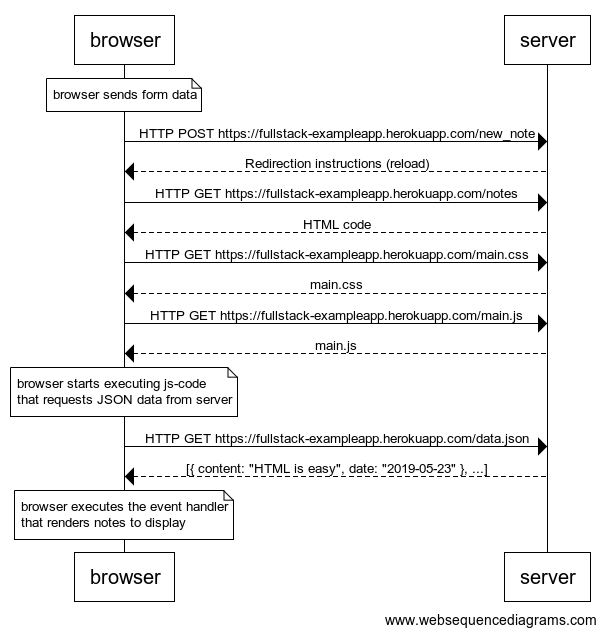 browser
server
browser sends form data
HTTP POST https://fullstack-exampleapp.herokuapp.com/new_note
Redirection instructions (reload)
HTTP GET https://fullstack-exampleapp.herokuapp.com/notes
HTML code
HTTP GET https://fullstack-exampleapp.herokuapp.com/main.css
main.css
HTTP GET https://fullstack-exampleapp.herokuapp.com/main.js
main.js
browser starts executing js-code
that requests JSON data from server
HTTP GET https://fullstack-exampleapp.herokuapp.com/data.json
[{ content: "HTML is easy", date: "2019-05-23" }, ...]
browser executes the event handler
that renders notes to display
browser
server
www.websequencediagrams.com